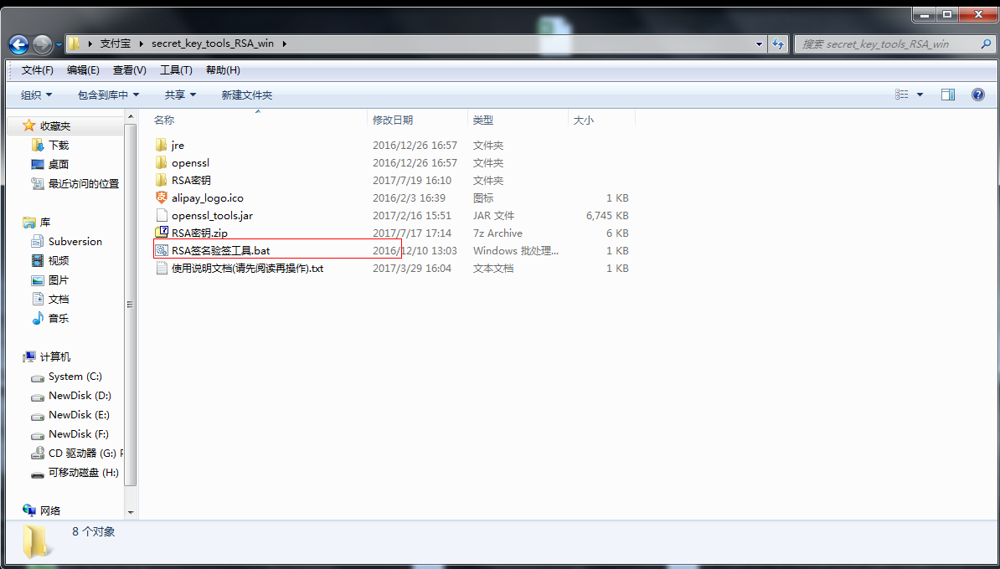 支付宝 secret_key_tools_RSA_win
搜索 secret_key_tools_RSA_win
文件(F) 编辑(E) 查看(V) 工具(T) 帮助(H)
组织 包含到库中 共享 新建文件夹
收藏夹
下载
桌面
最近访问的位置
库
Subversion
视频
图片
文档
音乐
计算机
System (C:)
NewDisk (D:)
NewDisk (E:)
NewDisk (F:)
CD 驱动器 (G:)
可移动磁盘 (H:)
网络
名称 修改日期 类型 大小
jre 2016/12/26 16:57 文件夹
openssl 2016/12/26 16:57 文件夹
RSA密钥 2017/7/19 16:10 文件夹
alipay_logo.ico 2016/2/3 16:39 图标 1 KB
openssl_tools.jar 2017/2/16 15:51 JAR 文件 6,745 KB
RSA密钥.zip 2017/7/17 17:14 7z Archive 6 KB
RSA签名验签工具.bat 2016/12/10 13:03 Windows 批处理... 1 KB
使用说明文档(请先阅读再操作).txt 2017/3/29 16:04 文本文档 1 KB
8 个对象